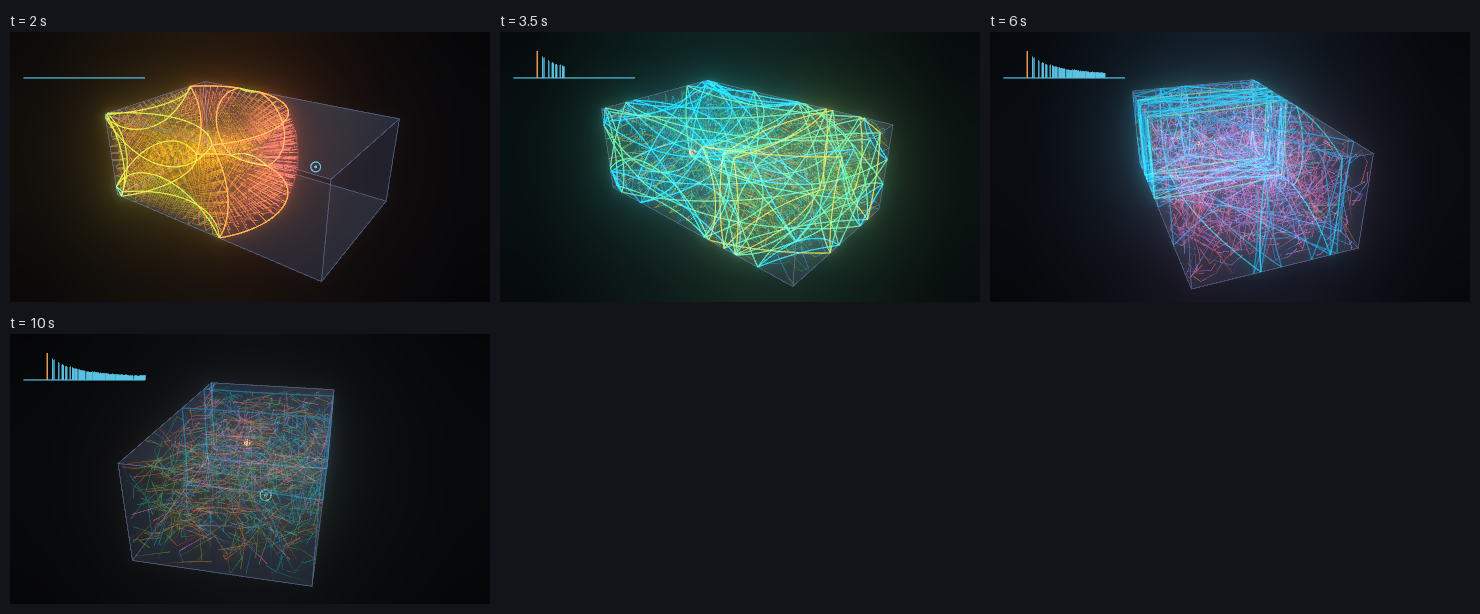 t = 2 s
t = 3.5 s
t = 6 s
t = 10 s